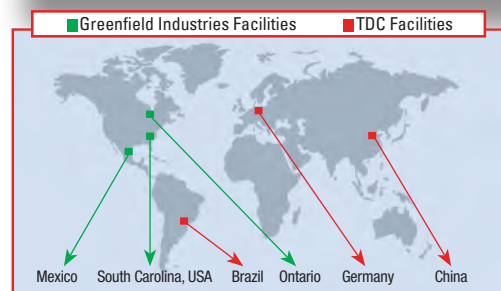 Greenfield Industries Facilities TDC Facilities
Mexico South Carolina, USA Brazil Ontario Germany China